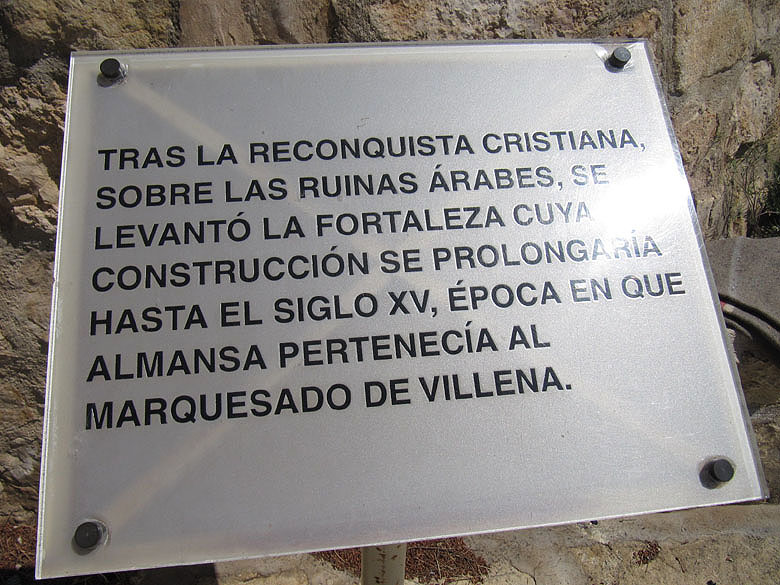 TRAS LA RECONQUISTA CRISTIANA,
SOBRE LAS RUINAS ÁRABES, SE
LEVANTÓ LA FORTALEZA CUYA
CONSTRUCCIÓN SE PROLONGARÍA
HASTA EL SIGLO XV, ÉPOCA EN QUE
ALMANSA PERTENECÍA AL
MARQUESADO DE VILLENA.